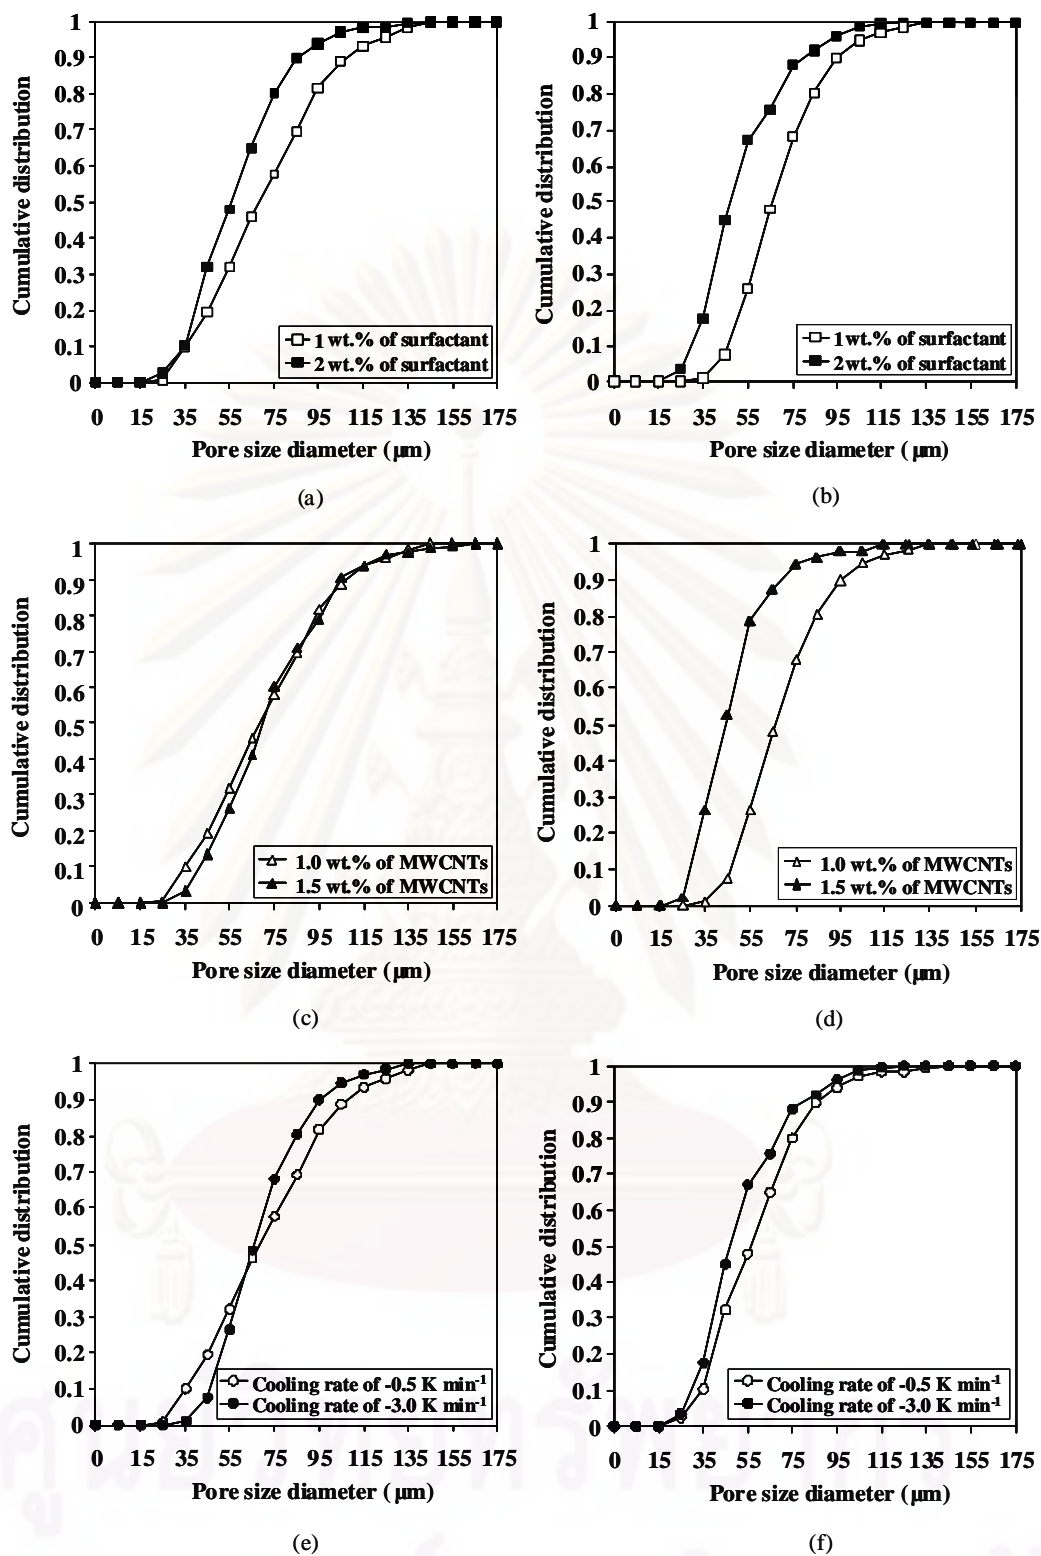 1
0.9
0.8
0.7
0.6
0.5
0.4
0.3
0.2
0.1
0
Cumulative distribution
1 wt.% of surfactant
2 wt.% of surfactant
0 15 35 55 75 95 115 135 155 175
Pore size diameter (µm)
(a)
1
0.9
0.8
0.7
0.6
0.5
0.4
0.3
0.2
0.1
0
Cumulative distribution
1 wt.% of surfactant
2 wt.% of surfactant
0 15 35 55 75 95 115 135 155 175
Pore size diameter (µm)
(b)
1
0.9
0.8
0.7
0.6
0.5
0.4
0.3
0.2
0.1
0
Cumulative distribution
1.0 wt.% of MWCNTs
1.5 wt.% of MWCNTs
0 15 35 55 75 95 115 135 155 175
Pore size diameter (µm)
(c)
1
0.9
0.8
0.7
0.6
0.5
0.4
0.3
0.2
0.1
0
Cumulative distribution
1.0 wt.% of MWCNTs
1.5 wt.% of MWCNTs
0 15 35 55 75 95 115 135 155 175
Pore size diameter (µm)
(d)
1
0.9
0.8
0.7
0.6
0.5
0.4
0.3
0.2
0.1
0
Cumulative distribution
Cooling rate of -0.5 K min⁻¹
Cooling rate of -3.0 K min⁻¹
0 15 35 55 75 95 115 135 155 175
Pore size diameter (µm)
(e)
1
0.9
0.8
0.7
0.6
0.5
0.4
0.3
0.2
0.1
0
Cumulative distribution
Cooling rate of -0.5 K min⁻¹
Cooling rate of -3.0 K min⁻¹
0 15 35 55 75 95 115 135 155 175
Pore size diameter (µm)
(f)